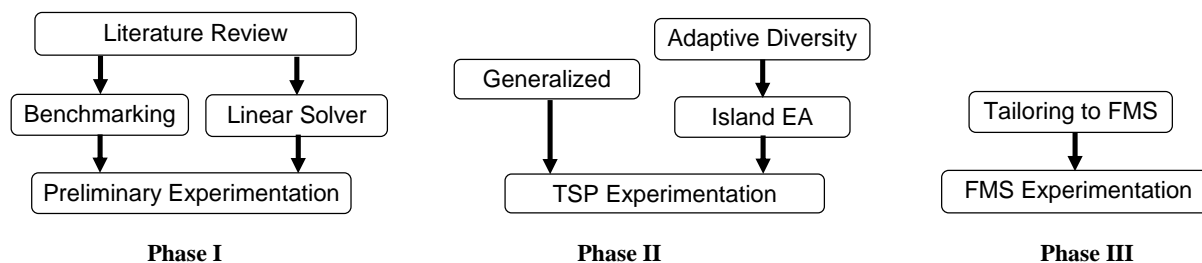 Literature Review
Benchmarking
Linear Solver
Preliminary Experimentation
Phase I
Adaptive Diversity
Generalized
Island EA
TSP Experimentation
Phase II
Tailoring to FMS
FMS Experimentation
Phase III